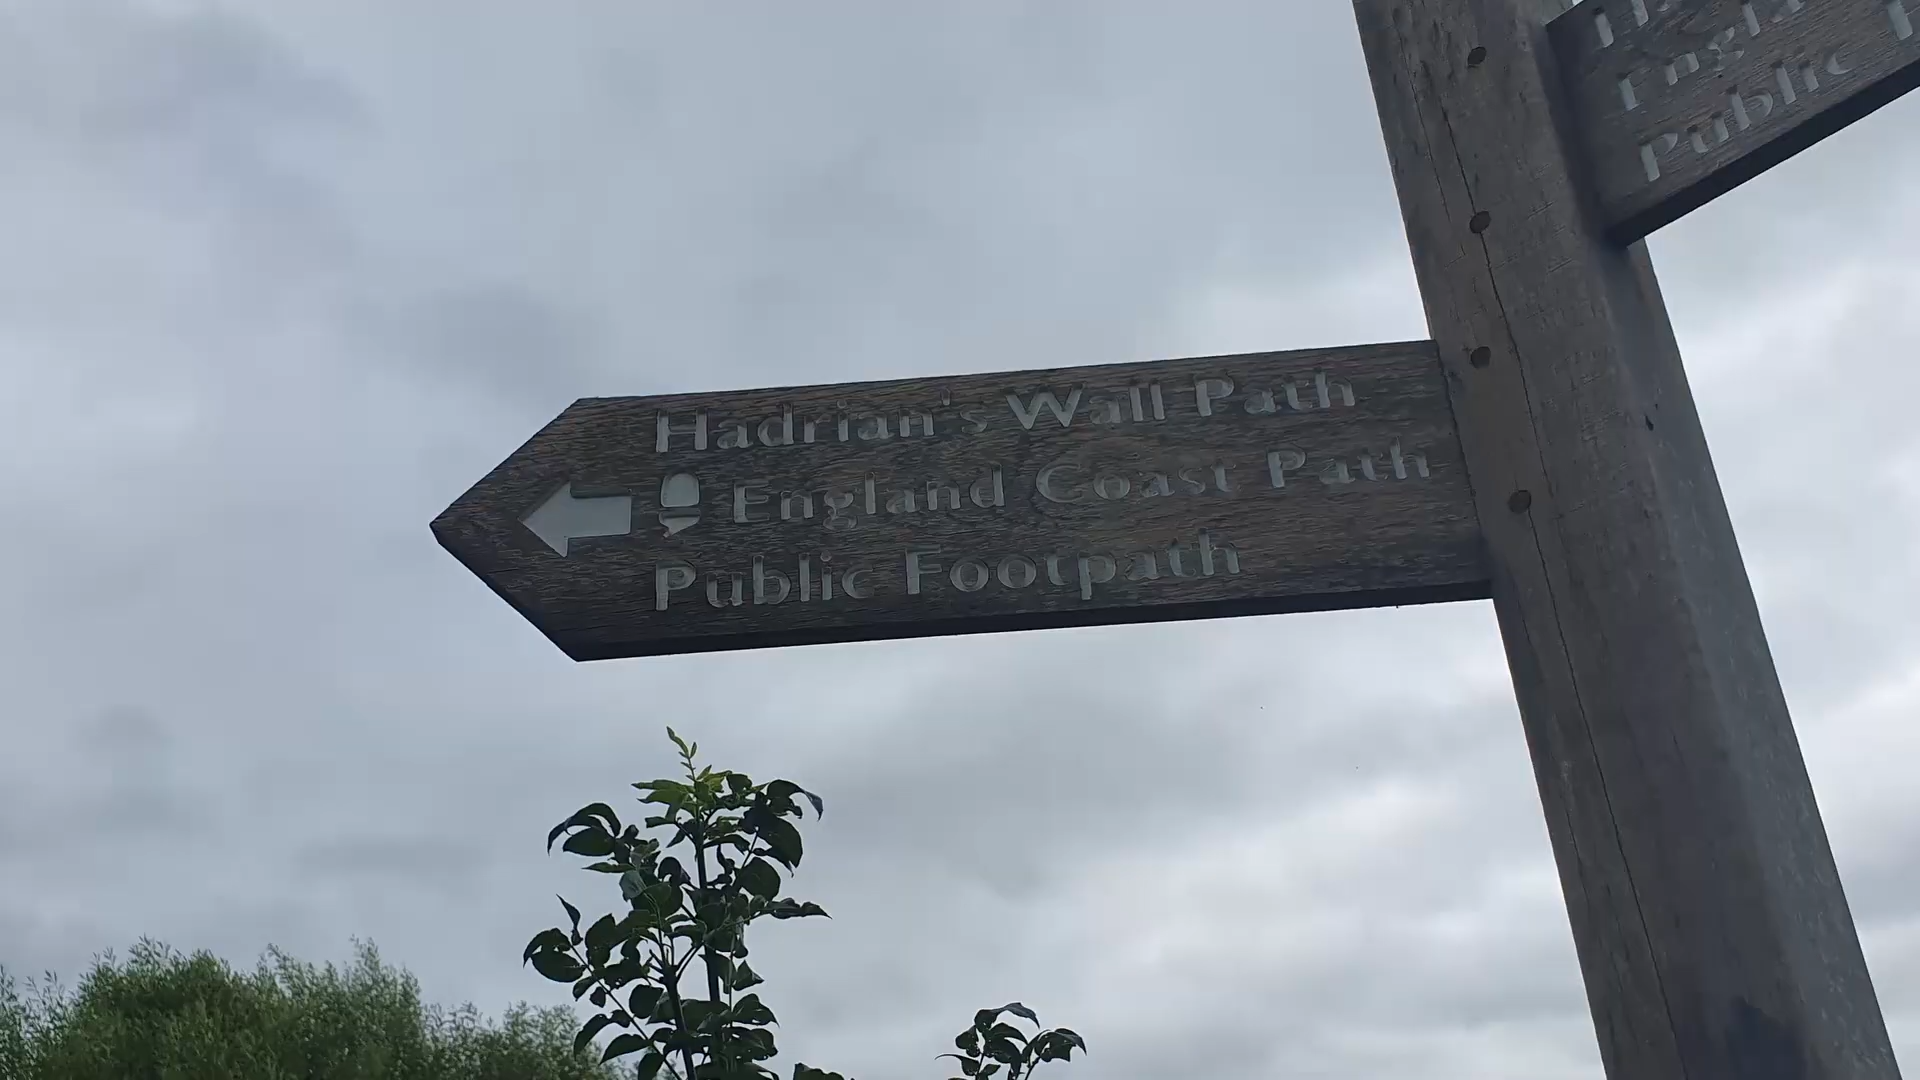 Hadrian's Wall Path
England Coast Path
Public Footpath
Public